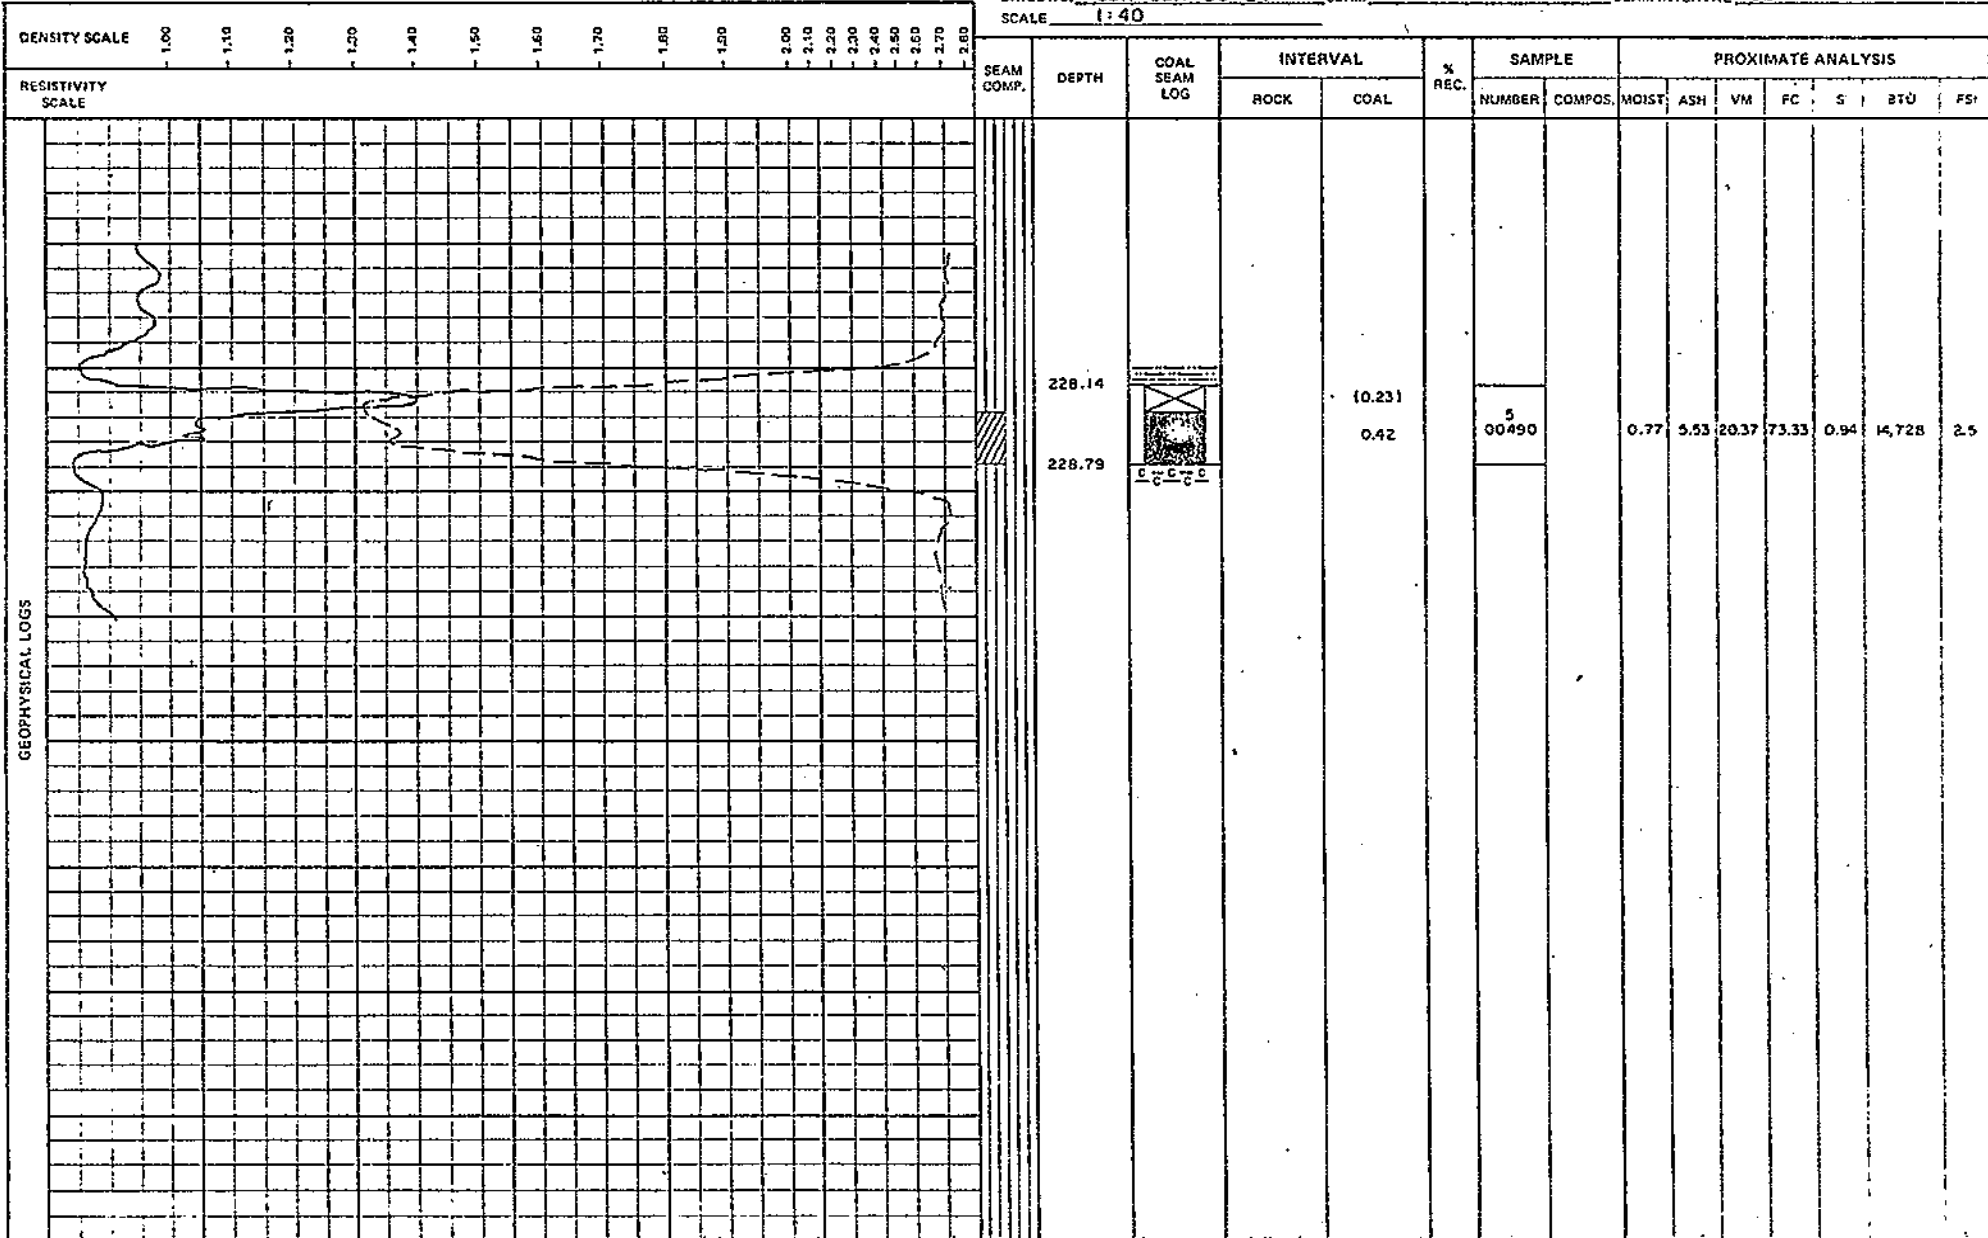 SCALE 1:40
DENSITY SCALE 1.00 1.10 1.20 1.30 1.40 1.50 1.60 1.70 1.80 1.90 2.00 2.10 2.20 2.30 2.40 2.50 2.60 2.70 2.80
RESISTIVITY
SCALE
SEAM
COMP.
DEPTH
COAL
SEAM
LOG
INTERVAL
ROCK COAL
%
REC.
SAMPLE
NUMBER COMPOS.
PROXIMATE ANALYSIS
MOIST ASH VM FC S BTU FSI
GEOPHYSICAL LOGS
228.14
(0.23)
5
00490
0.42
0.77 5.53 20.37 73.33 0.94 14,728 2.5
228.79
C C C
C C